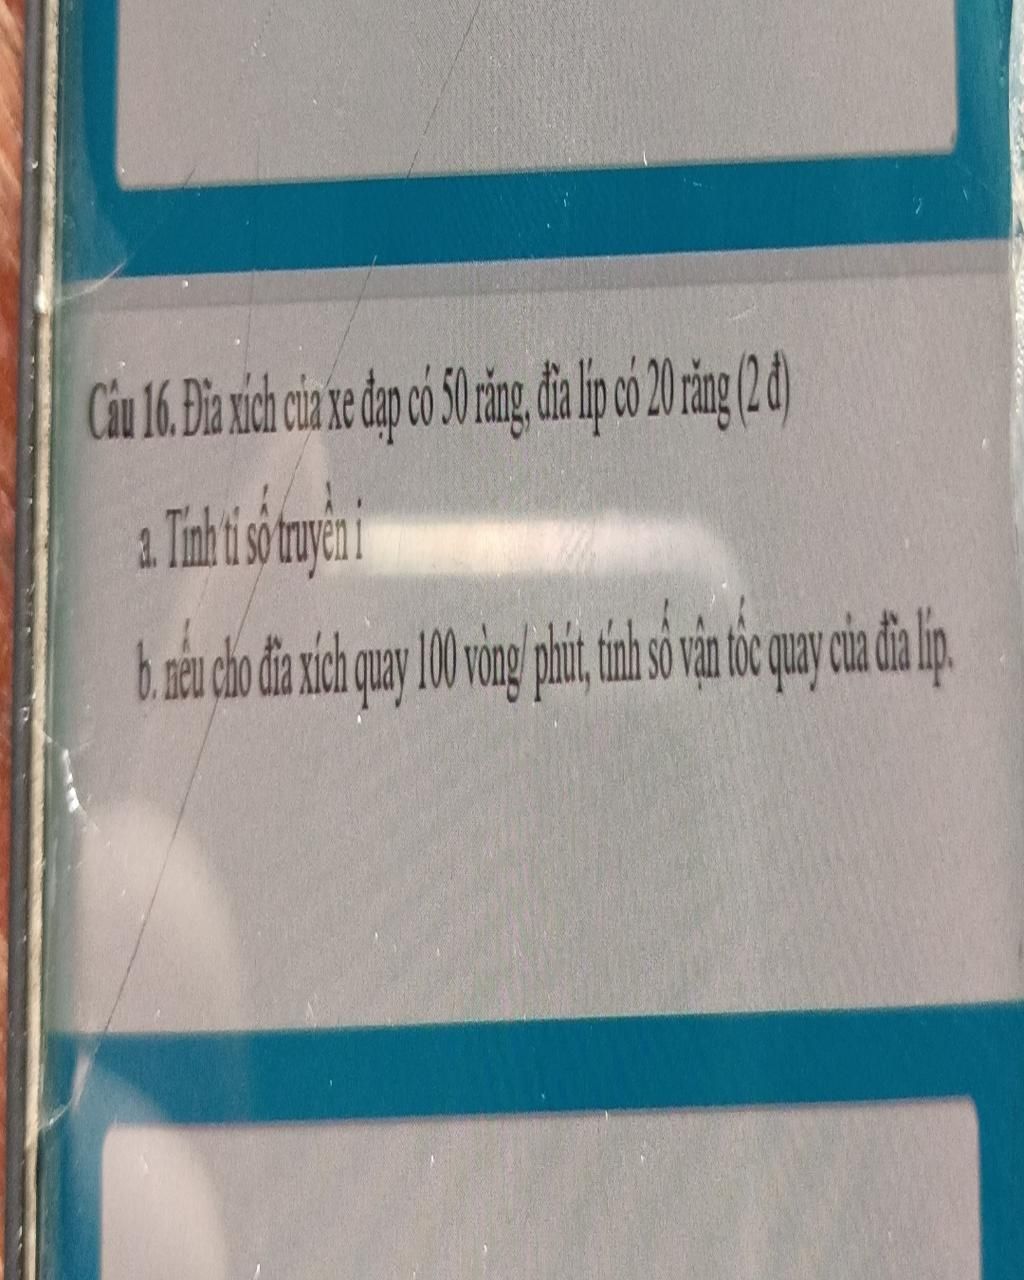 Câu 16. Đĩa xích của xe đạp có 50 răng, đĩa líp có 20 răng (2 đ)
a. Tính tỉ số truyền i
b. nếu cho đĩa xích quay 100 vòng/ phút, tính số vận tốc quay của đĩa líp.